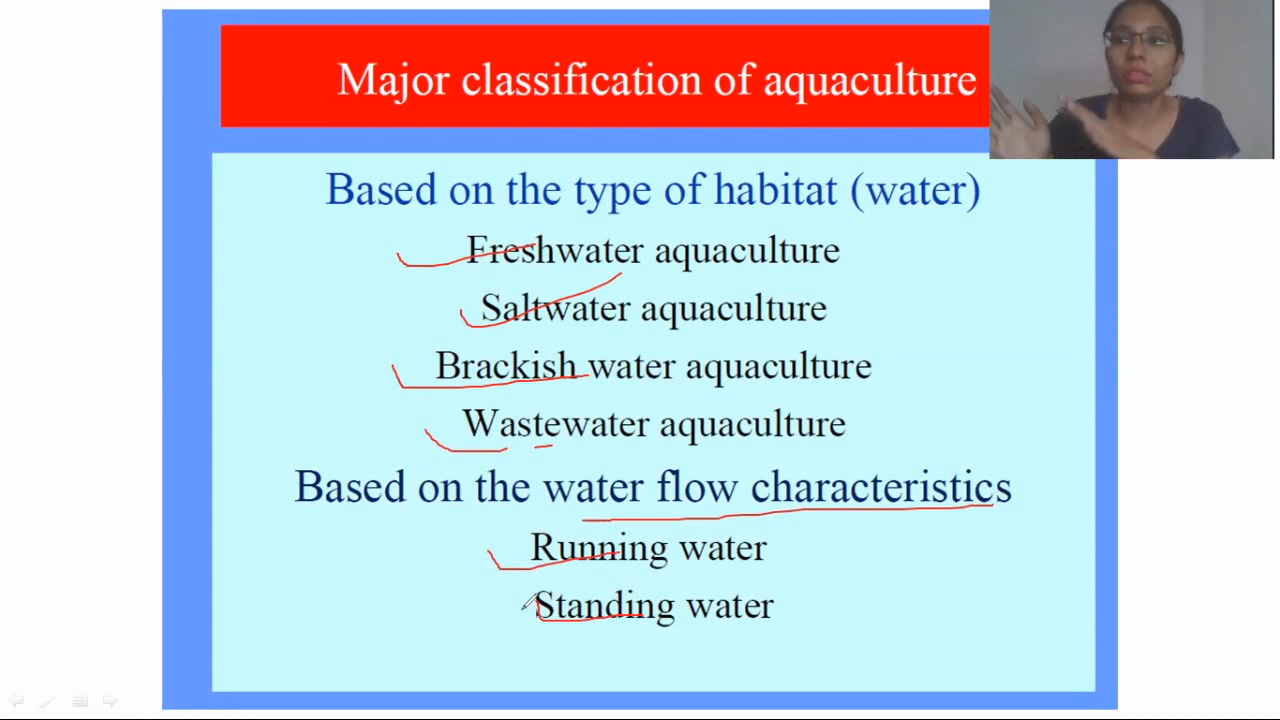 Major classification of aquaculture
Based on the type of habitat (water)
Freshwater aquaculture
Saltwater aquaculture
Brackish water aquaculture
Wastewater aquaculture
Based on the water flow characteristics
Running water
Standing water